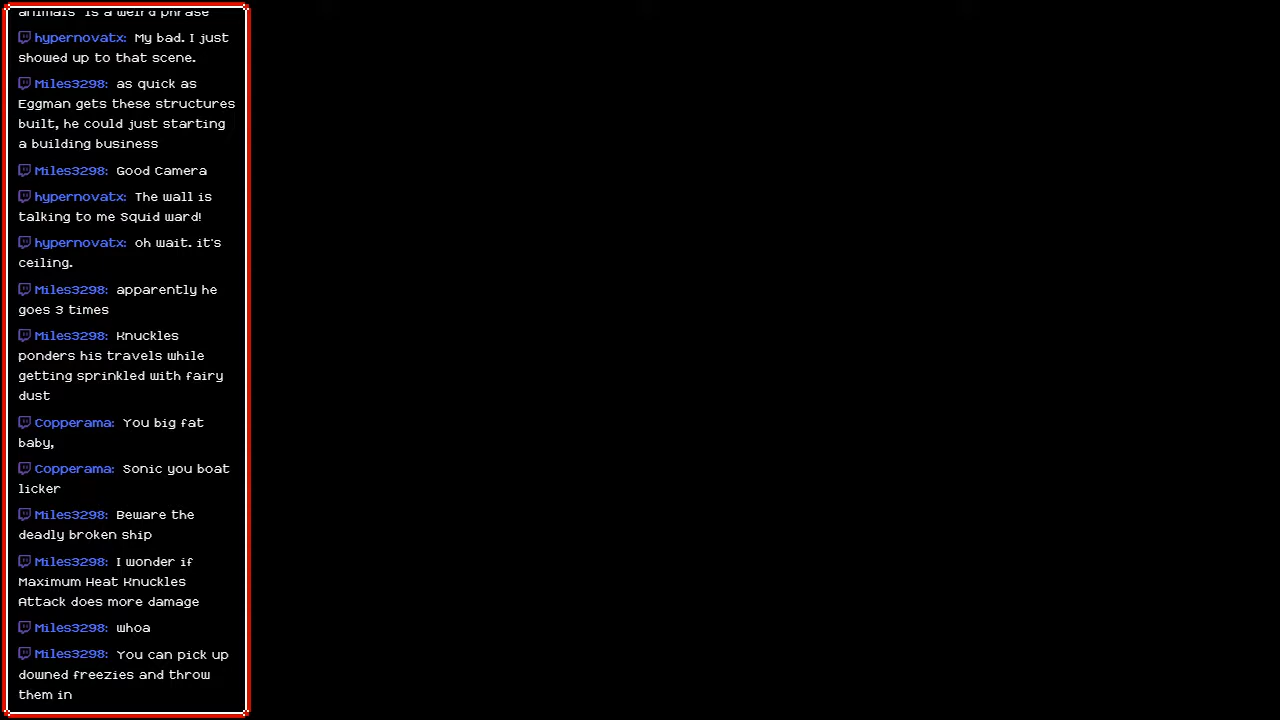 animals' is a weird phrase
hypernovatx: My bad. I just
showed up to that scene.
Miles3298: as quick as
Eggman gets these structures
built, he could just starting
a building business
Miles3298: Good Camera
hypernovatx: The wall is
talking to me Squid ward!
hypernovatx: oh wait. it's
ceiling.
Miles3298: apparently he
goes 3 times
Miles3298: Knuckles
ponders his travels while
getting sprinkled with fairy
dust
Copperama: You big fat
baby,
Copperama: Sonic you boat
licker
Miles3298: Beware the
deadly broken ship
Miles3298: I wonder if
Maximum Heat Knuckles
Attack does more damage
Miles3298: whoa
Miles3298: You can pick up
downed freezies and throw
them in